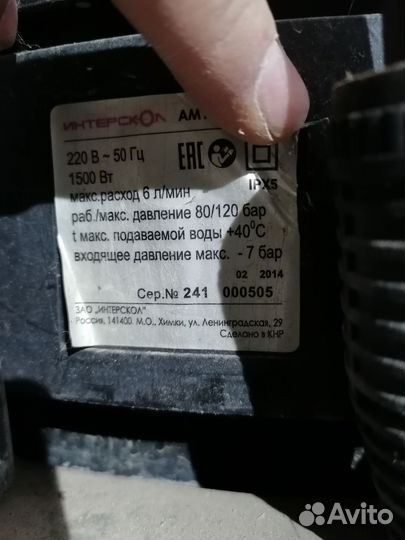 ИНТЕРСКОЛ АМ
220 В ~ 50 Гц
1500 Вт
EAC
IPX5
макс.расход 6 л/мин
раб./макс. давление 80/120 бар
t макс. подаваемой воды +40⁰С
входящее давление макс. - 7 бар
02 2014
Сер.№ 241 000505
ЗАО „ИНТЕРСКОЛ"
Россия, 141400 М.О., Химки, ул. Ленинградская, 29
Сделано в КНР
Avito